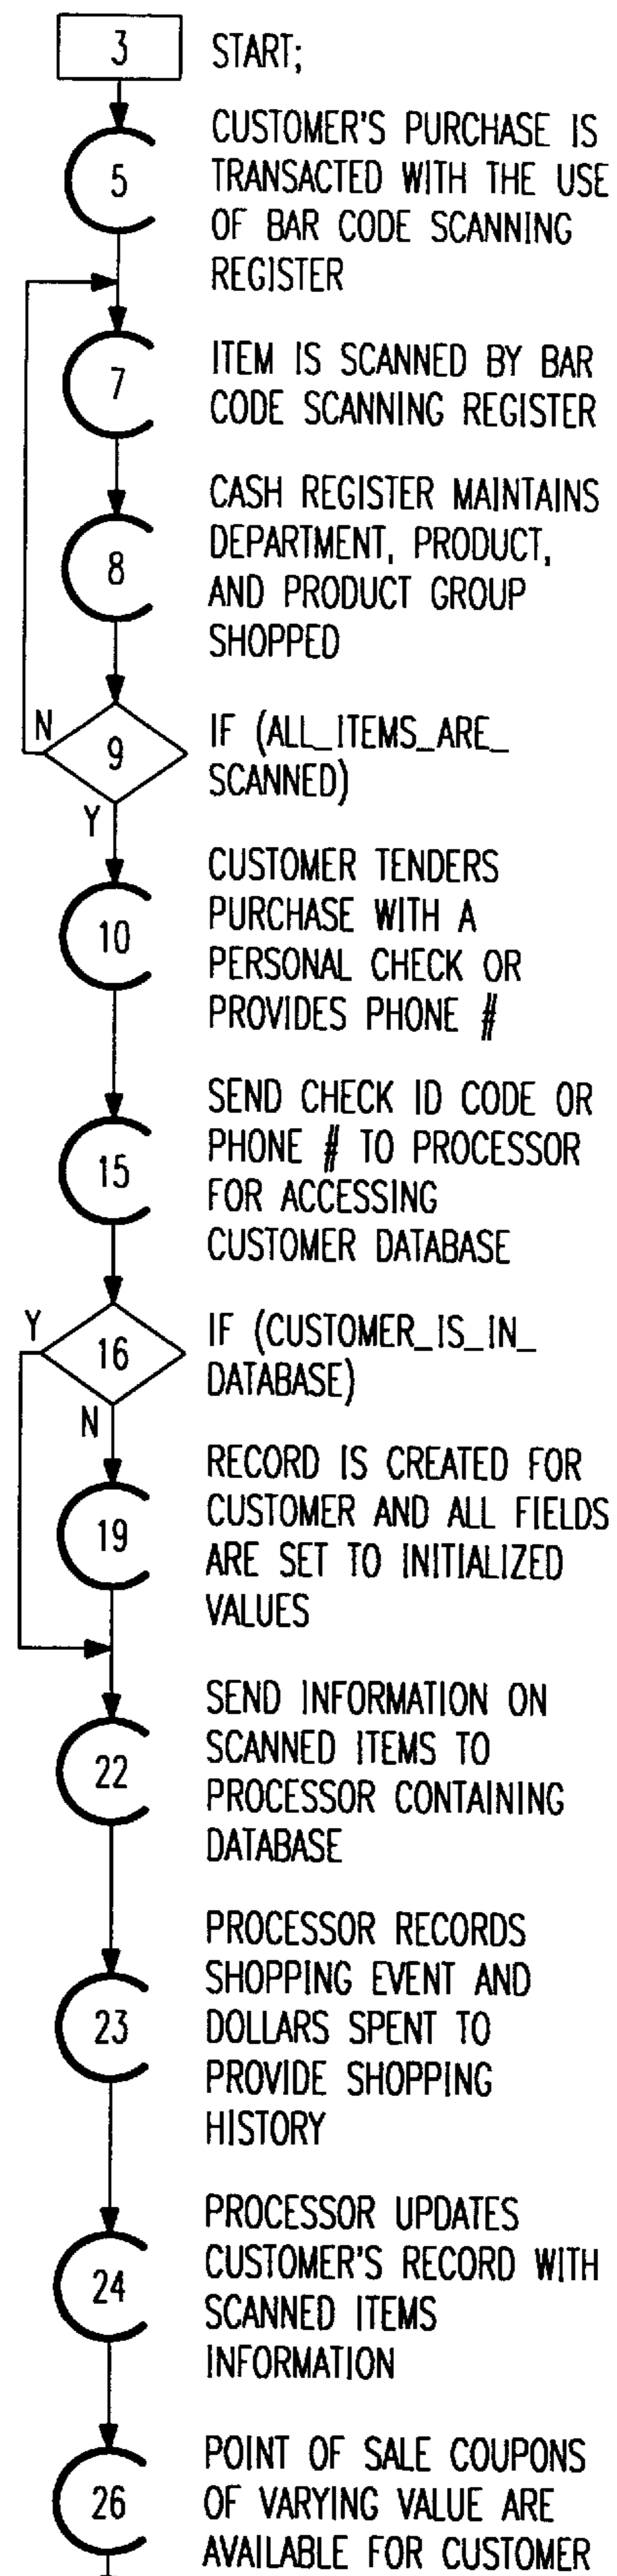 3 START;
5 CUSTOMER'S PURCHASE IS
TRANSACTED WITH THE USE
OF BAR CODE SCANNING
REGISTER
7 ITEM IS SCANNED BY BAR
CODE SCANNING REGISTER
8 CASH REGISTER MAINTAINS
DEPARTMENT, PRODUCT,
AND PRODUCT GROUP
SHOPPED
N
9 IF (ALL_ITEMS_ARE_
SCANNED)
Y
10 CUSTOMER TENDERS
PURCHASE WITH A
PERSONAL CHECK OR
PROVIDES PHONE #
15 SEND CHECK ID CODE OR
PHONE # TO PROCESSOR
FOR ACCESSING
CUSTOMER DATABASE
Y
16 IF (CUSTOMER_IS_IN_
DATABASE)
N
19 RECORD IS CREATED FOR
CUSTOMER AND ALL FIELDS
ARE SET TO INITIALIZED
VALUES
22 SEND INFORMATION ON
SCANNED ITEMS TO
PROCESSOR CONTAINING
DATABASE
23 PROCESSOR RECORDS
SHOPPING EVENT AND
DOLLARS SPENT TO
PROVIDE SHOPPING
HISTORY
24 PROCESSOR UPDATES
CUSTOMER'S RECORD WITH
SCANNED ITEMS
INFORMATION
26 POINT OF SALE COUPONS
OF VARYING VALUE ARE
AVAILABLE FOR CUSTOMER